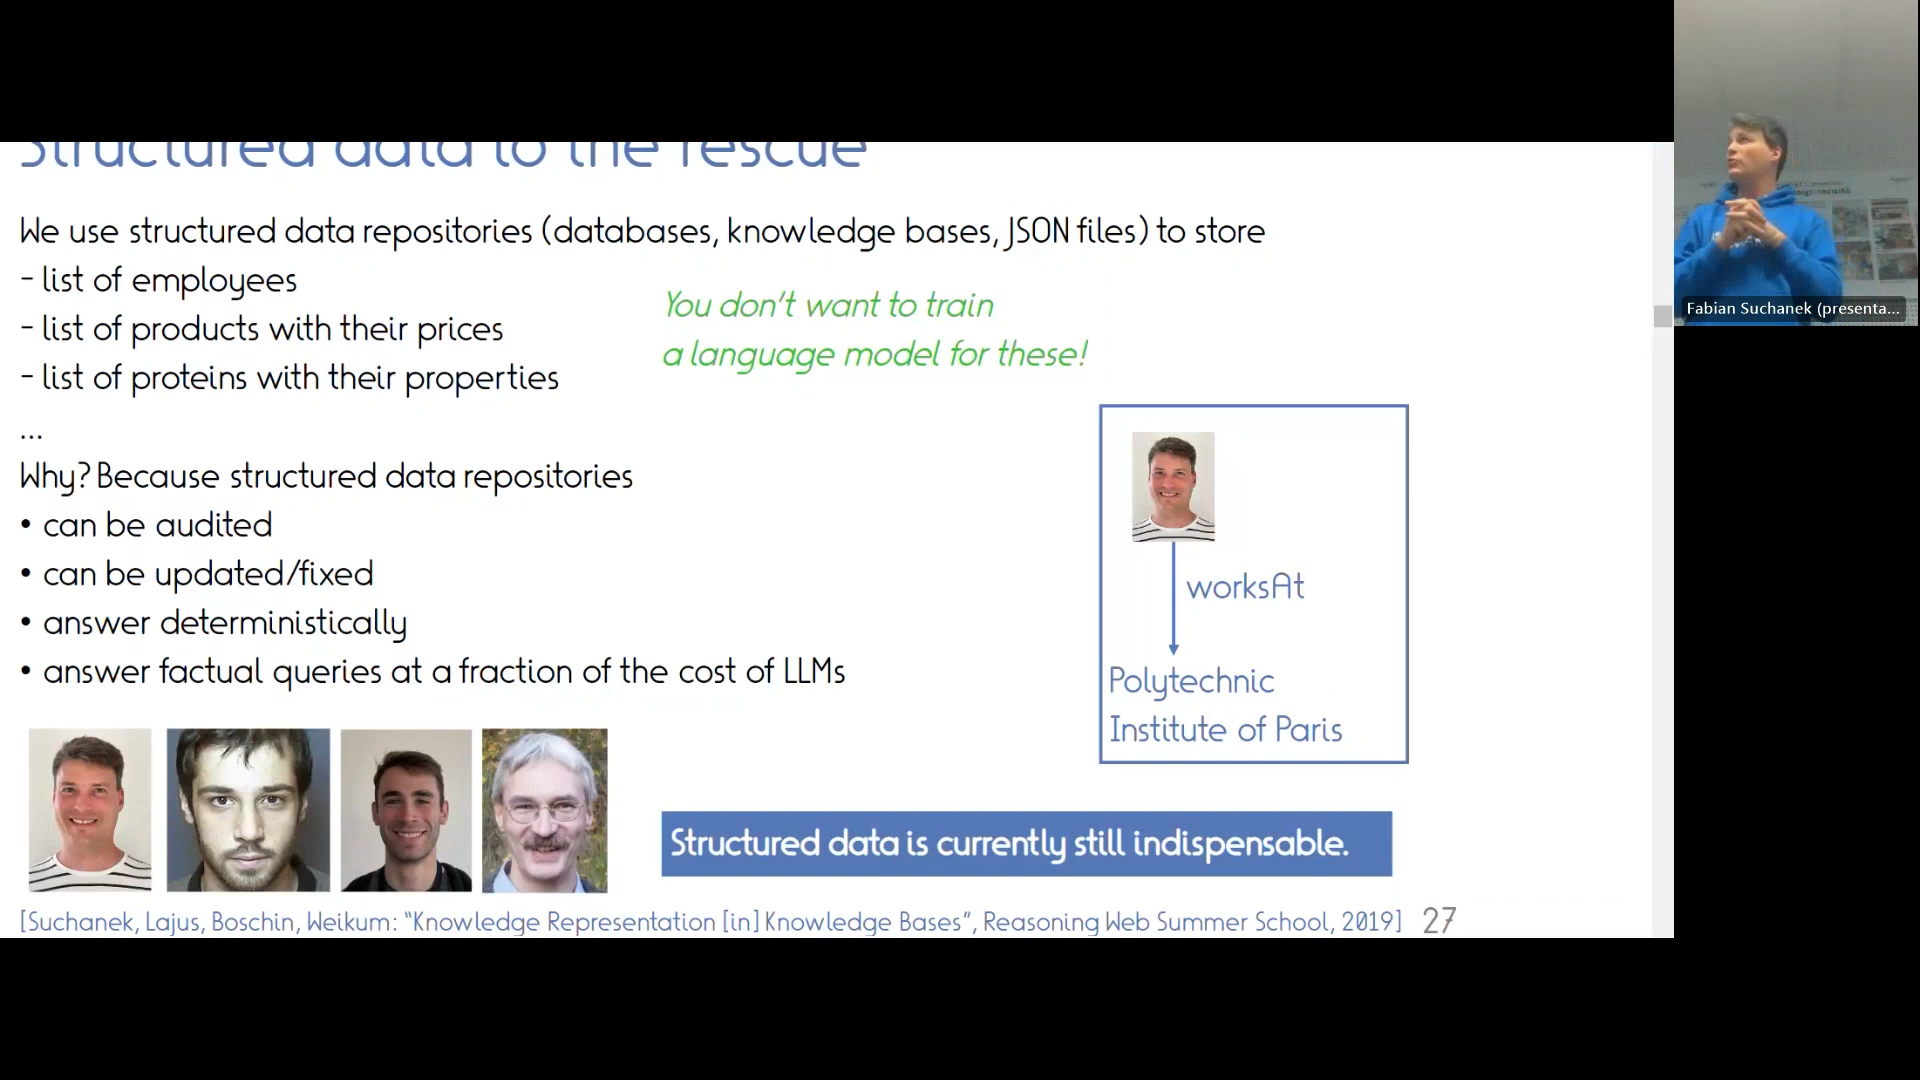 Structured data to the rescue
We use structured data repositories (databases, knowledge bases, JSON files) to store
- list of employees
- list of products with their prices
- list of proteins with their properties
...
You don't want to train
a language model for these!
Why? Because structured data repositories
• can be audited
• can be updated/fixed
• answer deterministically
• answer factual queries at a fraction of the cost of LLMs
worksAt
Polytechnic
Institute of Paris
Structured data is currently still indispensable.
[Suchanek, Lajus, Boschin, Weikum: "Knowledge Representation [in] Knowledge Bases", Reasoning Web Summer School, 2019]
27
Fabian Suchanek (presenta...